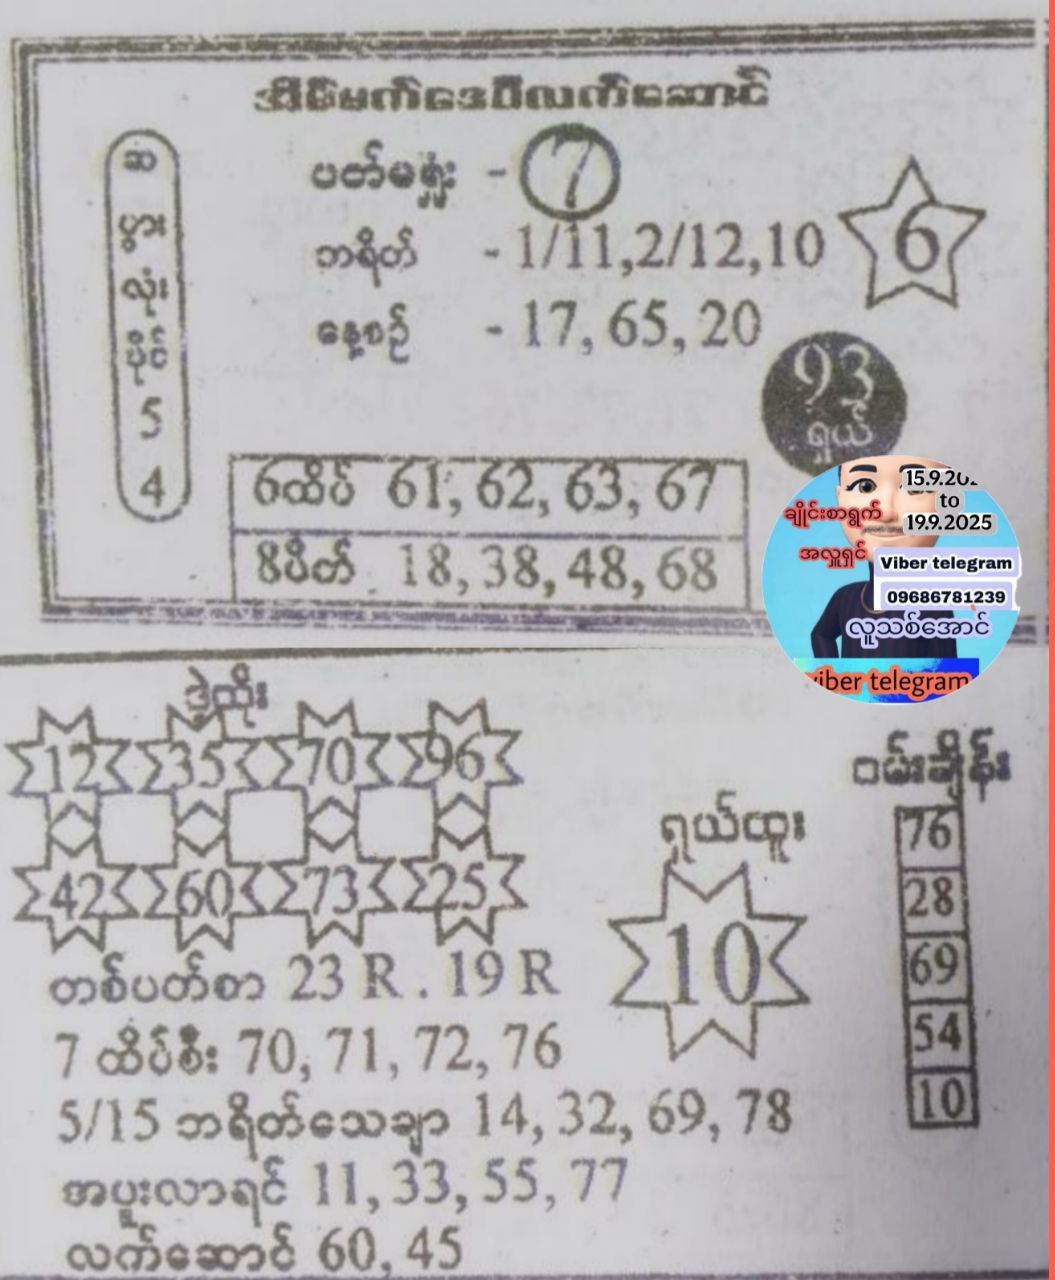 အိမ်မက်ဒေဝီလက်ဆောင်
ဆ
ပွား
လုံး
ပိုင်
5
4
ပတ်မရှုံး - 7
ဘရိတ် - 1/11,2/12,10
နေ့စဉ် - 17, 65, 20
6
93
ရှယ်
6ထိပ် 61, 62, 63, 67
8ပိတ် 18, 38, 48, 68
15.9.202
to
19.9.2025
ချိုင်းစာရွက်
အလှူရှင်
Viber telegram
09686781239
လူသစ်အောင်
viber telegram
ဒဲ့ထိုး
12 35 70 96
42 60 73 25
ရှယ်ထူး
10
ဝမ်းချိန်း
76
28
69
54
10
တစ်ပတ်စာ 23 R . 19 R
7 ထိပ်စီး 70, 71, 72, 76
5/15 ဘရိတ်သေချာ 14, 32, 69, 78
အပူးလာရင် 11, 33, 55, 77
လက်ဆောင် 60, 45